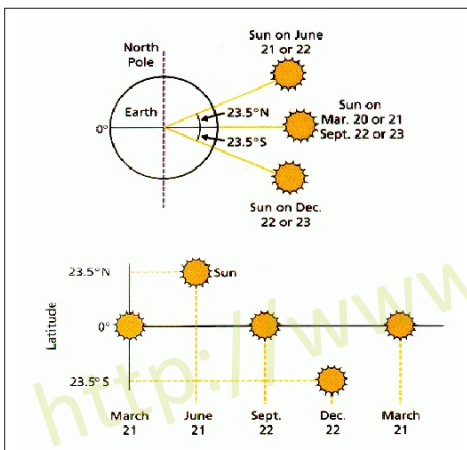 Sun on June
21 or 22
North
Pole
Earth
23.5°N
Sun on
Mar. 20 or 21
Sept. 22 or 23
0°
23.5°S
Sun on Dec.
22 or 23
23.5°N
Sun
Latitude
0°
23.5°S
March
21
June
21
Sept.
22
Dec.
22
March
21
http://www